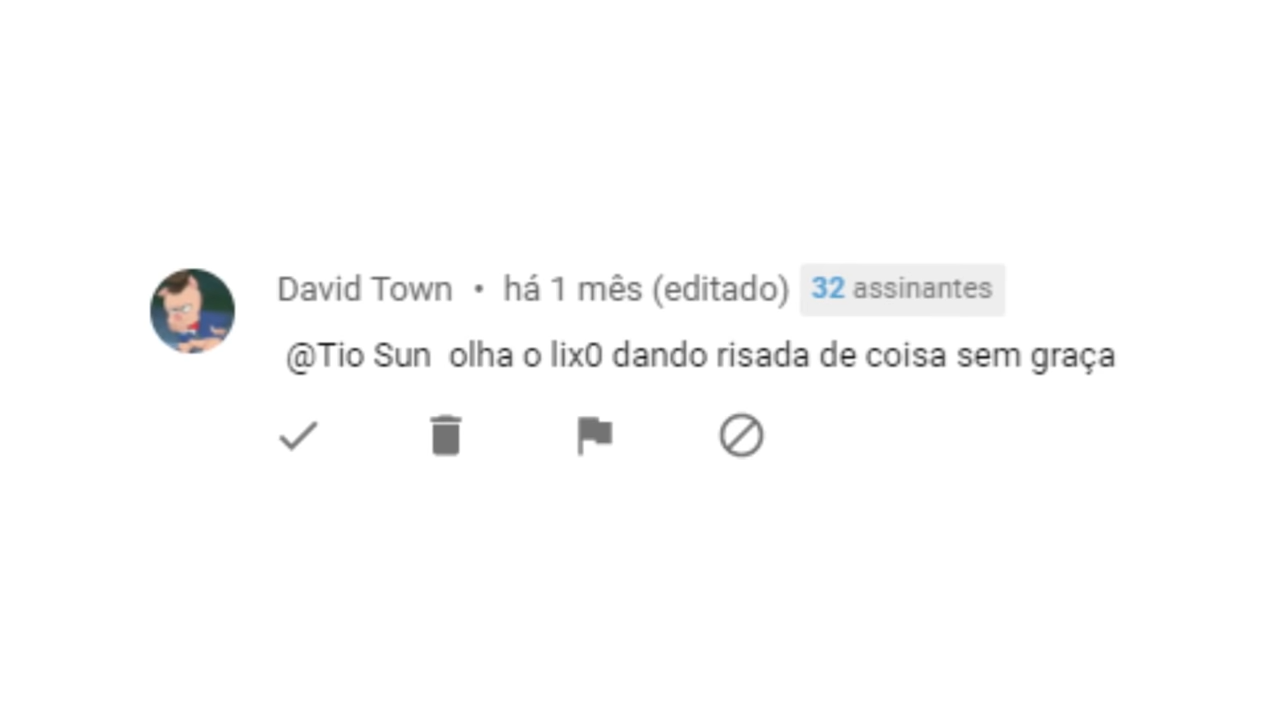 David Town • há 1 mês (editado) 32 assinantes
@Tio Sun olha o lix0 dando risada de coisa sem graça